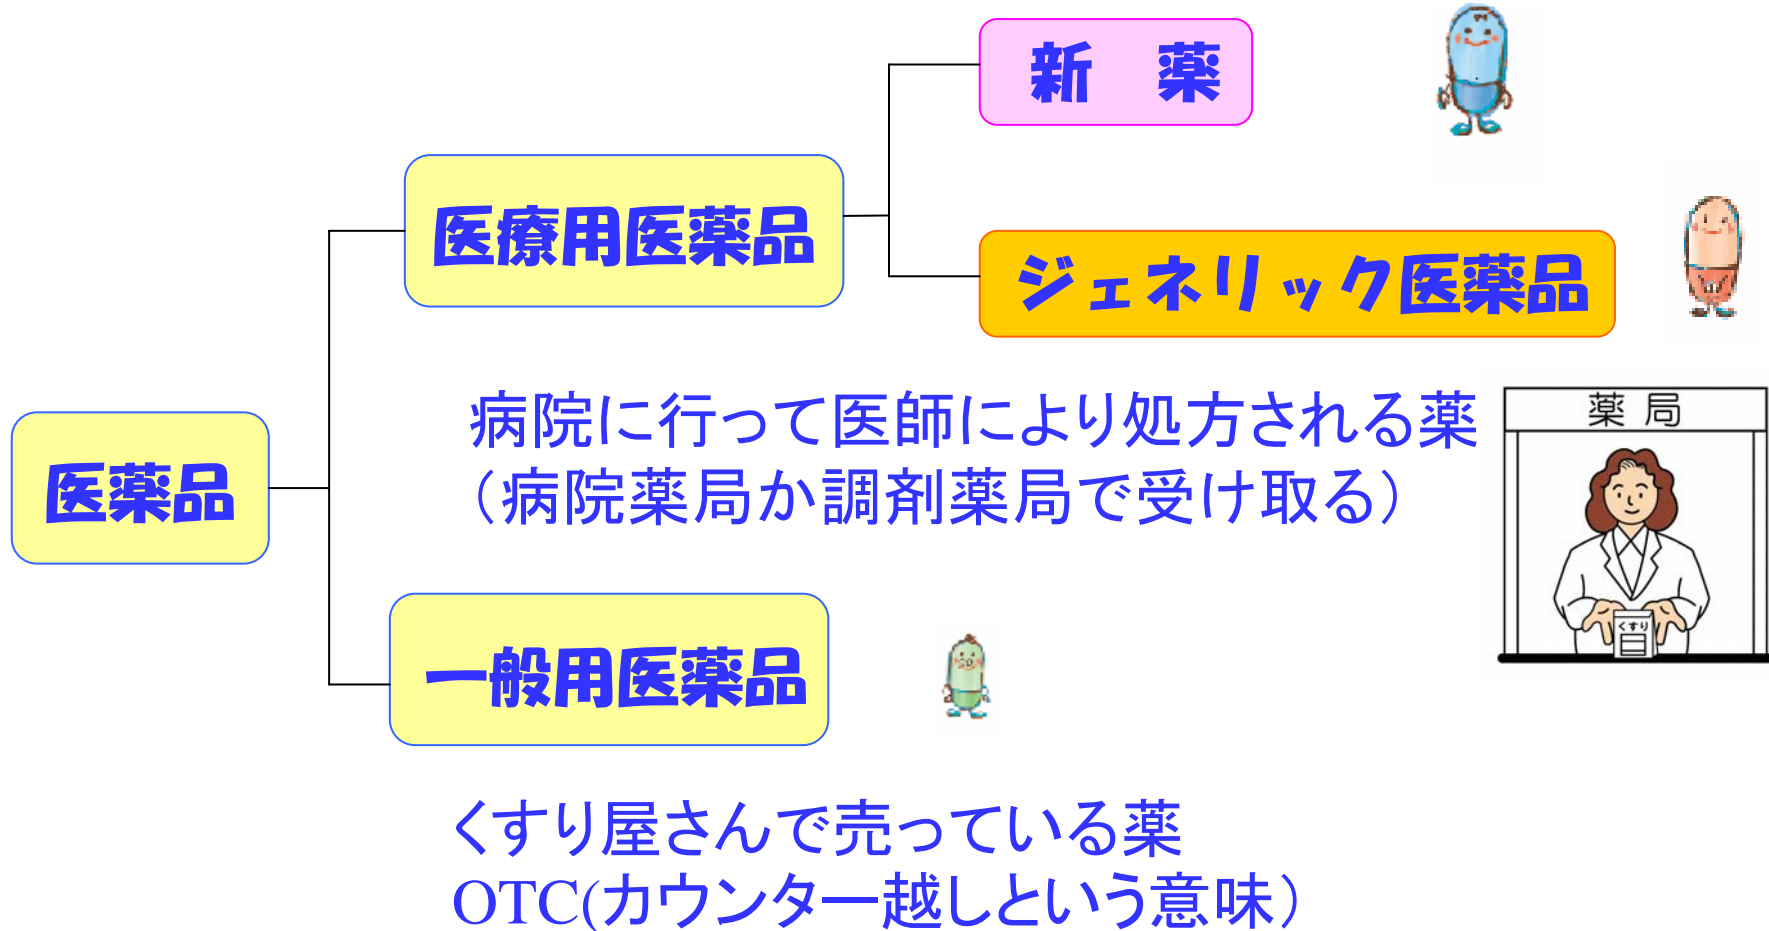 新　薬
医療用医薬品
ジェネリック医薬品
病院に行って医師により処方される薬
（病院薬局か調剤薬局で受け取る）
薬 局
くすり
医薬品
一般用医薬品
くすり屋さんで売っている薬
OTC(カウンター越しという意味）